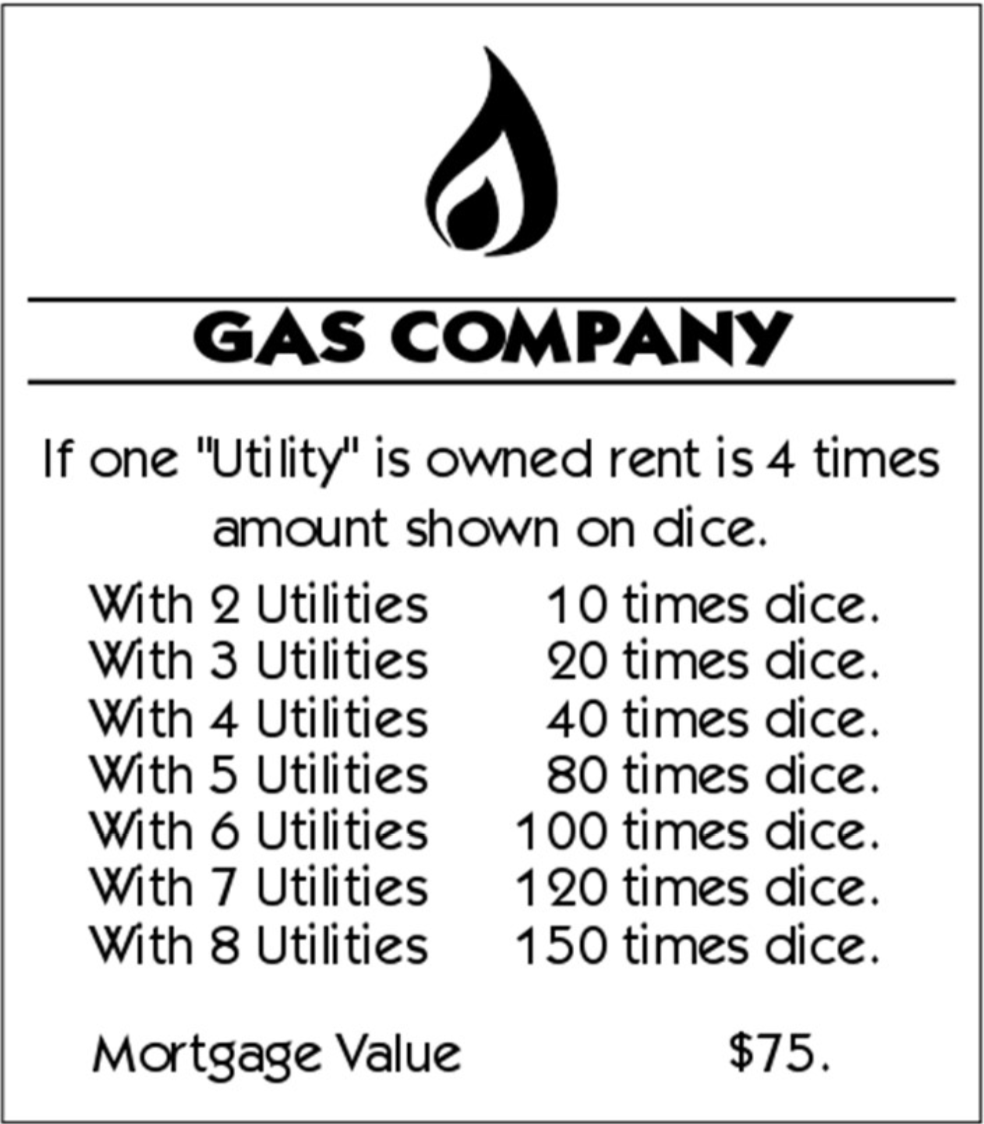 GAS COMPANY
If one "Utility" is owned rent is 4 times
amount shown on dice.
With 2 Utilities 10 times dice.
With 3 Utilities 20 times dice.
With 4 Utilities 40 times dice.
With 5 Utilities 80 times dice.
With 6 Utilities 100 times dice.
With 7 Utilities 120 times dice.
With 8 Utilities 150 times dice.
Mortgage Value $75.